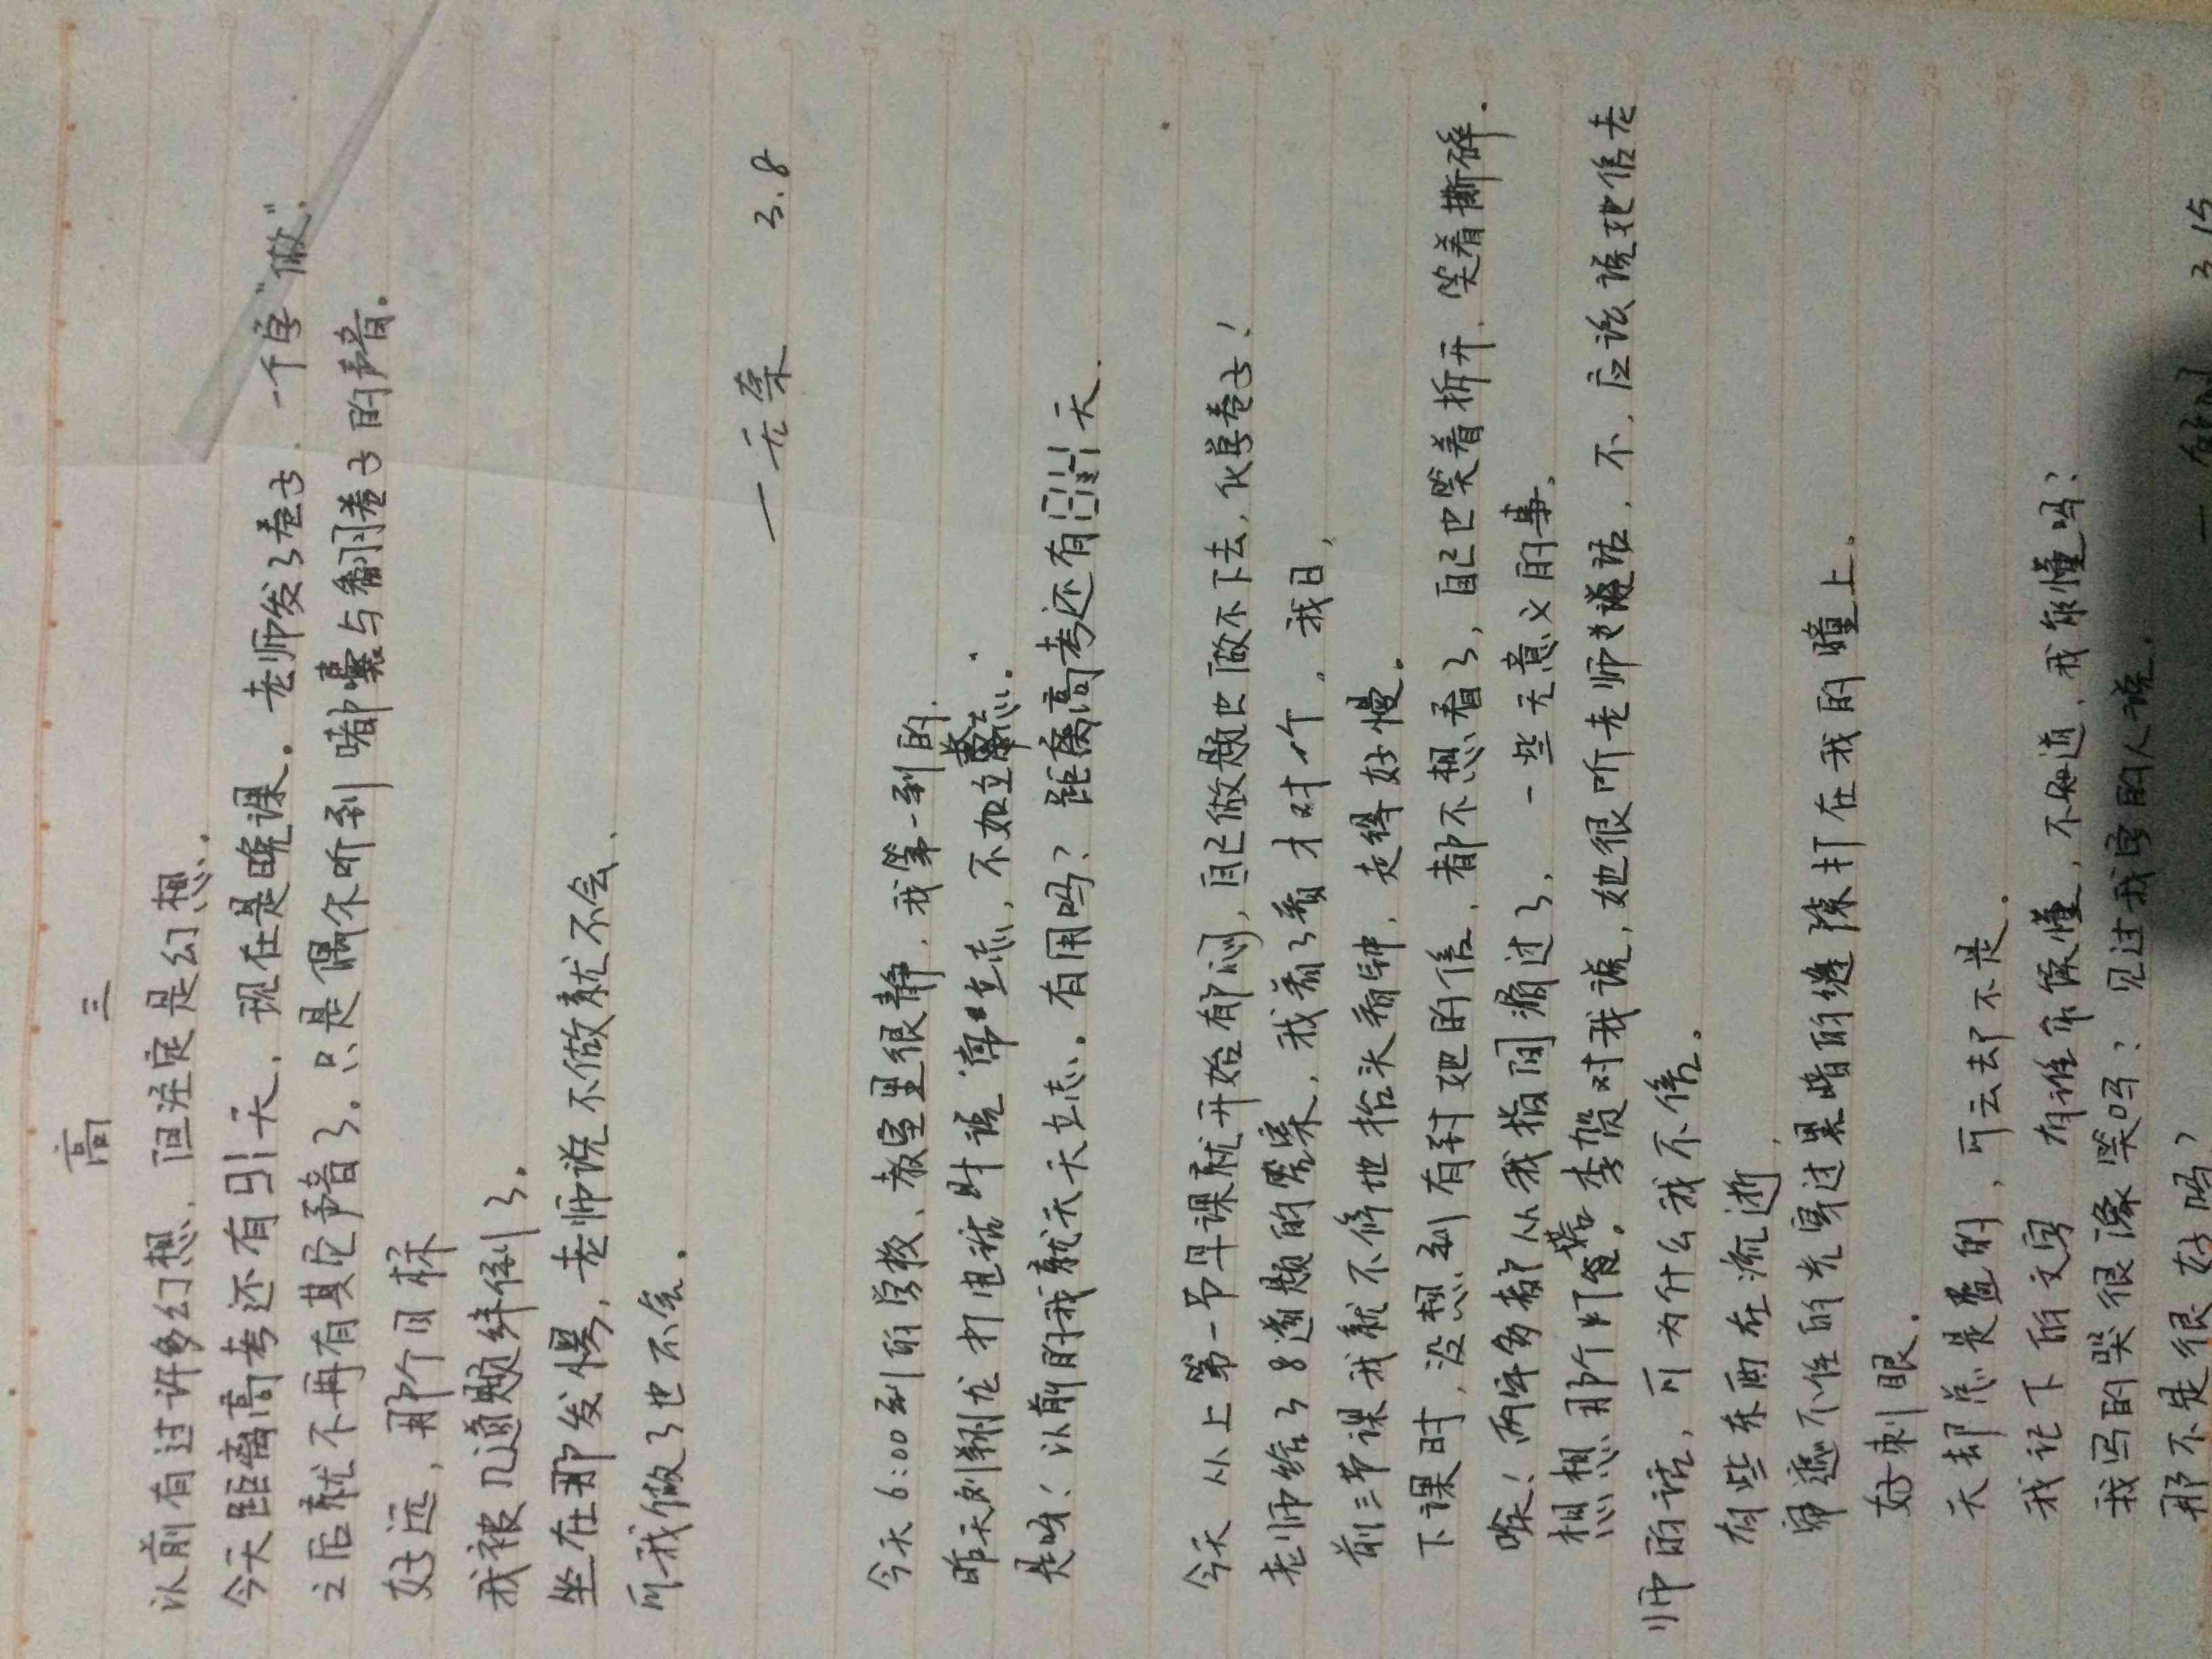 高 三
以前有过许多幻想，但注定是幻想。
今天距离高考还有91天，现在是晚课。老师发了卷子，一个字“做”。
之后就不再有其它声音了。只是偶尔听到嘟囔与翻卷子的声音。
好远，那个目标
我被几道题绊倒了。
坐在那发愣，老师说不做就不会，
可我做了也不会。
—无奈 3.8
今天6:00到的学校、教室里很静，我第一到的，
昨天刘翔龙打电话时说“常立志，不如立长志。”
是呀！以前的我就天天立志。有用吗？距离高考还有84天.
今天 从上第一节早课就开始郁闷，自己做题也做不下去，化学卷子！
老师给了8道题的答案，我看了看才对1个。我日，
前三节课我就不停地抬头看钟，走得好慢。
下课时，没想到有封她的信，都不想看了，自己也笑着拆开，笑着撕碎。
唉！两年多都从我指间溜过了，一些无意义的事。
想想那个灯塔。李贺对我说，她很听老师话，不，应该说她信老
师的话，可为什么我不信。
有些东西在流逝，
帘遮不住的光穿过黑暗的缝隙打在我的瞳上。
好刺眼。
天却总是蓝的，可云却不是。
我记下的文字 有谁能读懂，不知道，我能懂吗？
我写的哭很像笑吗？见过我字的人说。
那不是很好吗？
— 3.15